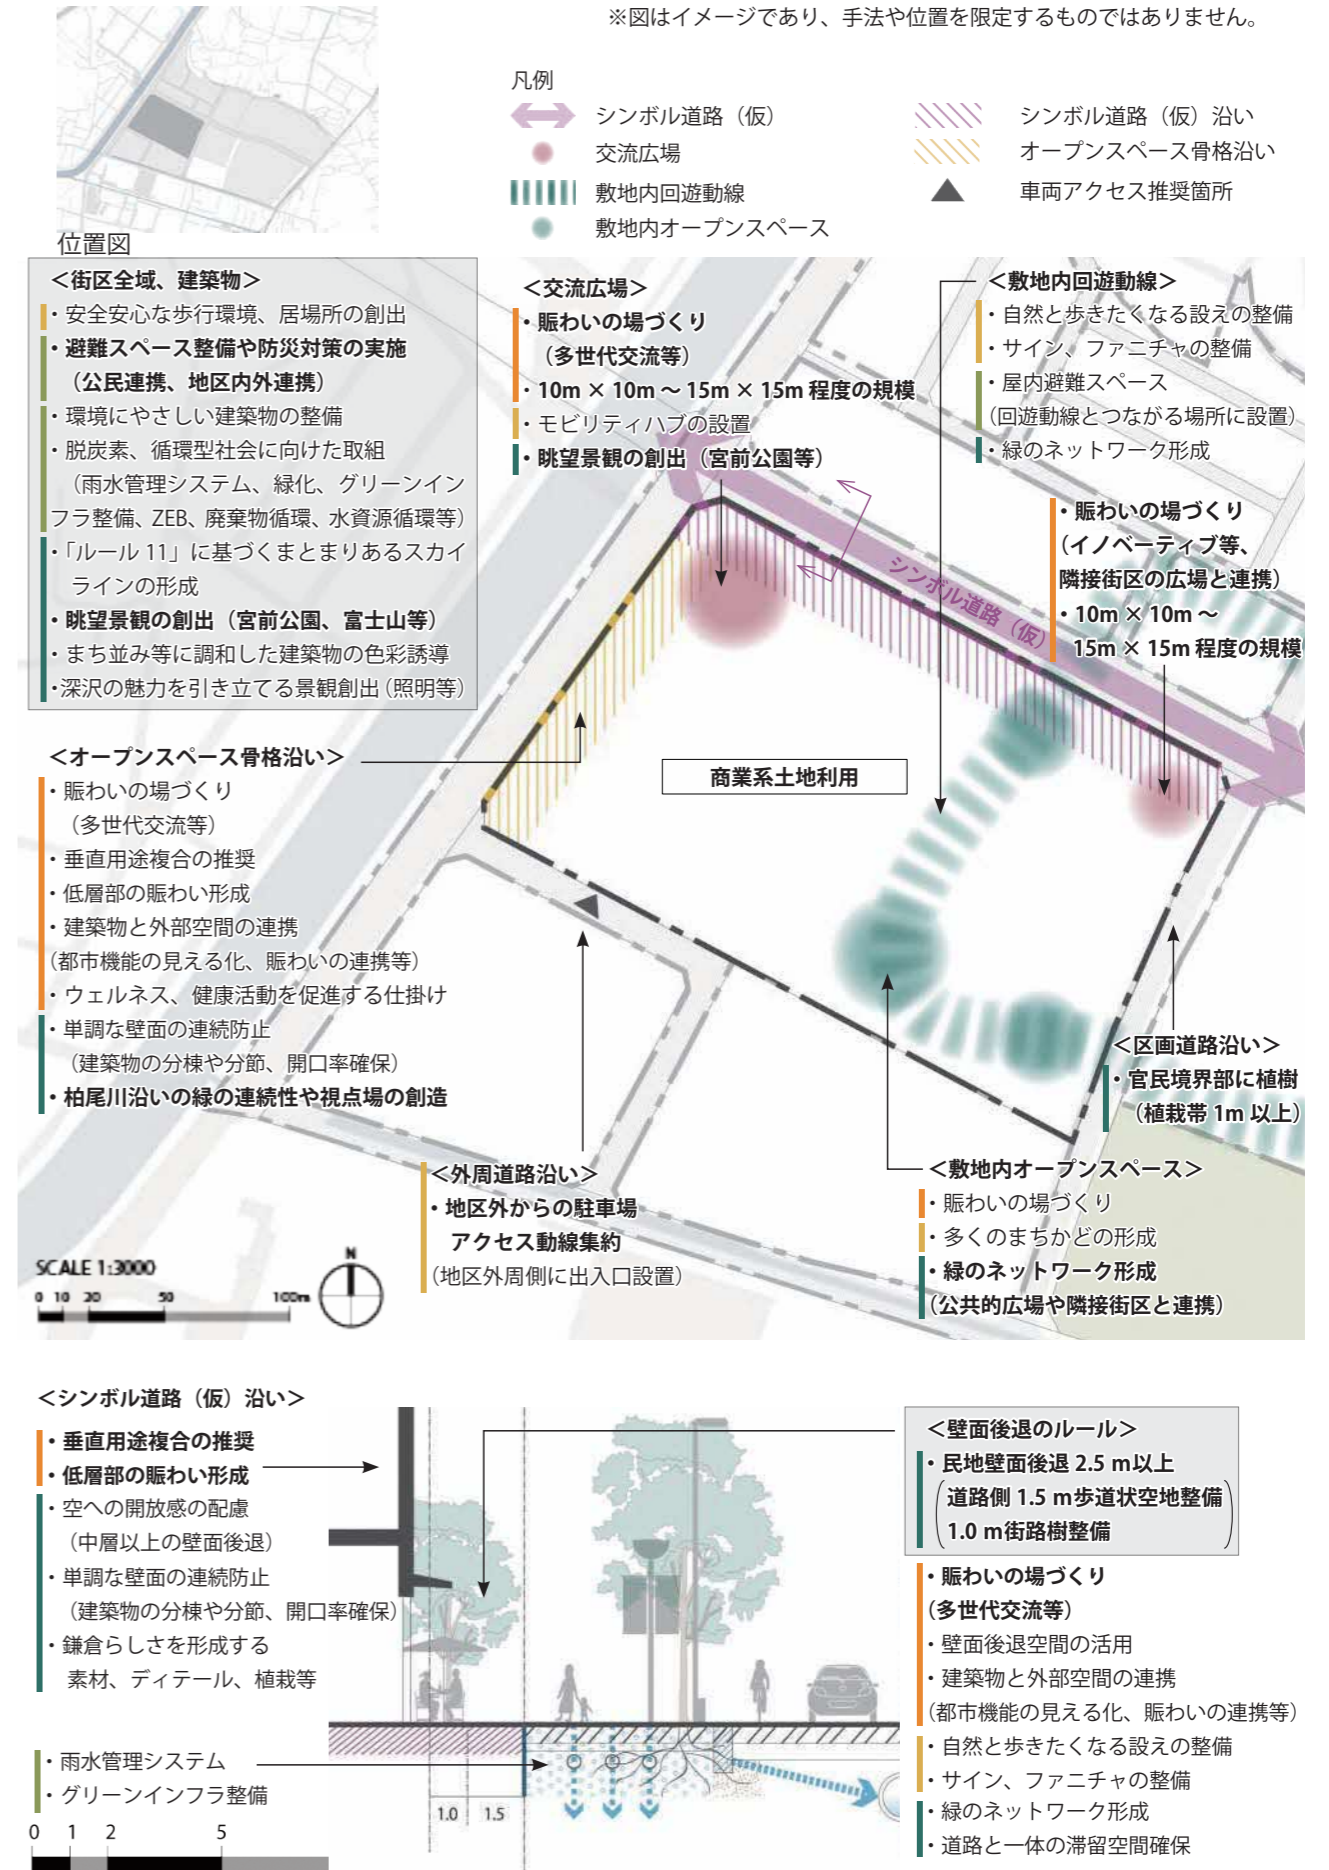 ※図はイメージであり、手法や位置を限定するものではありません。
凡例
シンボル道路（仮）
交流広場
敷地内回遊動線
敷地内オープンスペース
シンボル道路（仮）沿い
オープンスペース骨格沿い
車両アクセス推奨箇所
位置図
＜街区全域、建築物＞
・安全安心な歩行環境、居場所の創出
・避難スペース整備や防災対策の実施
（公民連携、地区内外連携）
・環境にやさしい建築物の整備
・脱炭素、循環型社会に向けた取組
（雨水管理システム、緑化、グリーンイン
フラ整備、ZEB、廃棄物循環、水資源循環等）
・「ルール 11」に基づくまとまりあるスカイ
ラインの形成
・眺望景観の創出（宮前公園、富士山等）
・まち並み等に調和した建築物の色彩誘導
・深沢の魅力を引き立てる景観創出（照明等）
＜交流広場＞
・賑わいの場づくり
（多世代交流等）
・10m × 10m ～ 15m × 15m 程度の規模
・モビリティハブの設置
・眺望景観の創出（宮前公園等）
＜敷地内回遊動線＞
・自然と歩きたくなる設えの整備
・サイン、ファニチャの整備
・屋内避難スペース
（回遊動線とつながる場所に設置）
・緑のネットワーク形成
・賑わいの場づくり
（イノベーティブ等、
隣接街区の広場と連携）
・10m × 10m ～
15m × 15m 程度の規模
シンボル道路（仮）
商業系土地利用
＜オープンスペース骨格沿い＞
・賑わいの場づくり
（多世代交流等）
・垂直用途複合の推奨
・低層部の賑わい形成
・建築物と外部空間の連携
（都市機能の見える化、賑わいの連携等）
・ウェルネス、健康活動を促進する仕掛け
・単調な壁面の連続防止
（建築物の分棟や分節、開口率確保）
・柏尾川沿いの緑の連続性や視点場の創造
＜区画道路沿い＞
・官民境界部に植樹
（植栽帯 1m 以上）
＜外周道路沿い＞
・地区外からの駐車場
アクセス動線集約
（地区外周側に出入口設置）
＜敷地内オープンスペース＞
・賑わいの場づくり
・多くのまちかどの形成
・緑のネットワーク形成
（公共的広場や隣接街区と連携）
SCALE 1:3000
0 10 20 50 100m
N
＜シンボル道路（仮）沿い＞
・垂直用途複合の推奨
・低層部の賑わい形成
・空への開放感の配慮
（中層以上の壁面後退）
・単調な壁面の連続防止
（建築物の分棟や分節、開口率確保）
・鎌倉らしさを形成する
素材、ディテール、植栽等
・雨水管理システム
・グリーンインフラ整備
0 1 2 5
1.0 1.5
＜壁面後退のルール＞
・民地壁面後退 2.5 m以上
（道路側 1.5 m歩道状空地整備
1.0 m街路樹整備）
・賑わいの場づくり
（多世代交流等）
・壁面後退空間の活用
・建築物と外部空間の連携
（都市機能の見える化、賑わいの連携等）
・自然と歩きたくなる設えの整備
・サイン、ファニチャの整備
・緑のネットワーク形成
・道路と一体の滞留空間確保